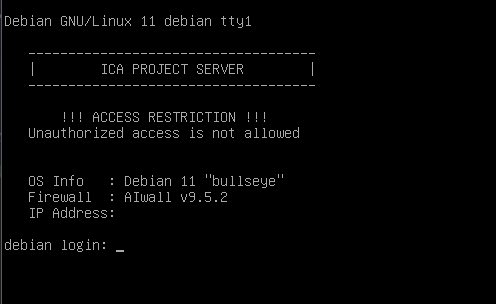 Debian GNU/Linux 11 debian tty1
------------------------------------
|        ICA PROJECT SERVER        |
------------------------------------
!!! ACCESS RESTRICTION !!!
Unauthorized access is not allowed
OS Info   : Debian 11 "bullseye"
Firewall  : AIwall v9.5.2
IP Address:
debian login: _